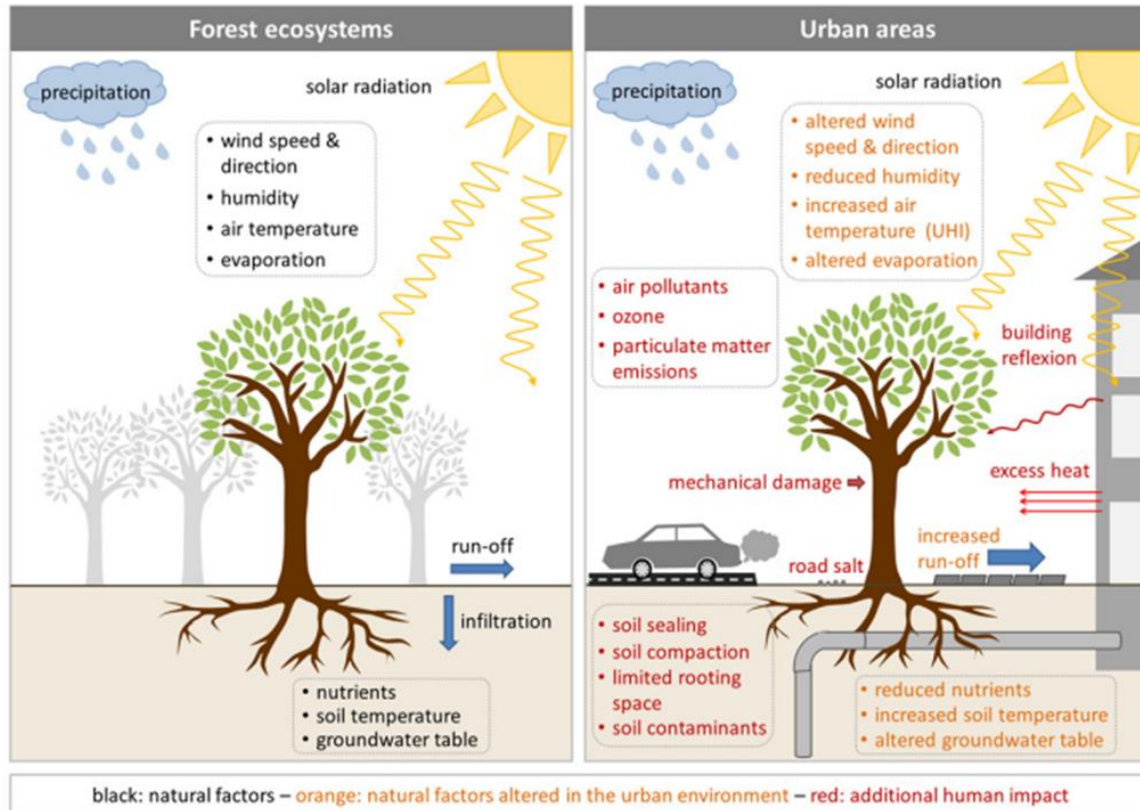 Forest ecosystems
precipitation
solar radiation
• wind speed &
direction
• humidity
• air temperature
• evaporation
run-off
infiltration
• nutrients
• soil temperature
• groundwater table
Urban areas
precipitation
solar radiation
• altered wind
speed & direction
• reduced humidity
• increased air
temperature (UHI)
• altered evaporation
• air pollutants
• ozone
• particulate matter
emissions
building
reflexion
mechanical damage
excess heat
increased
run-off
road salt
• soil sealing
• soil compaction
• limited rooting
space
• soil contaminants
• reduced nutrients
• increased soil temperature
• altered groundwater table
black: natural factors – orange: natural factors altered in the urban environment – red: additional human impact